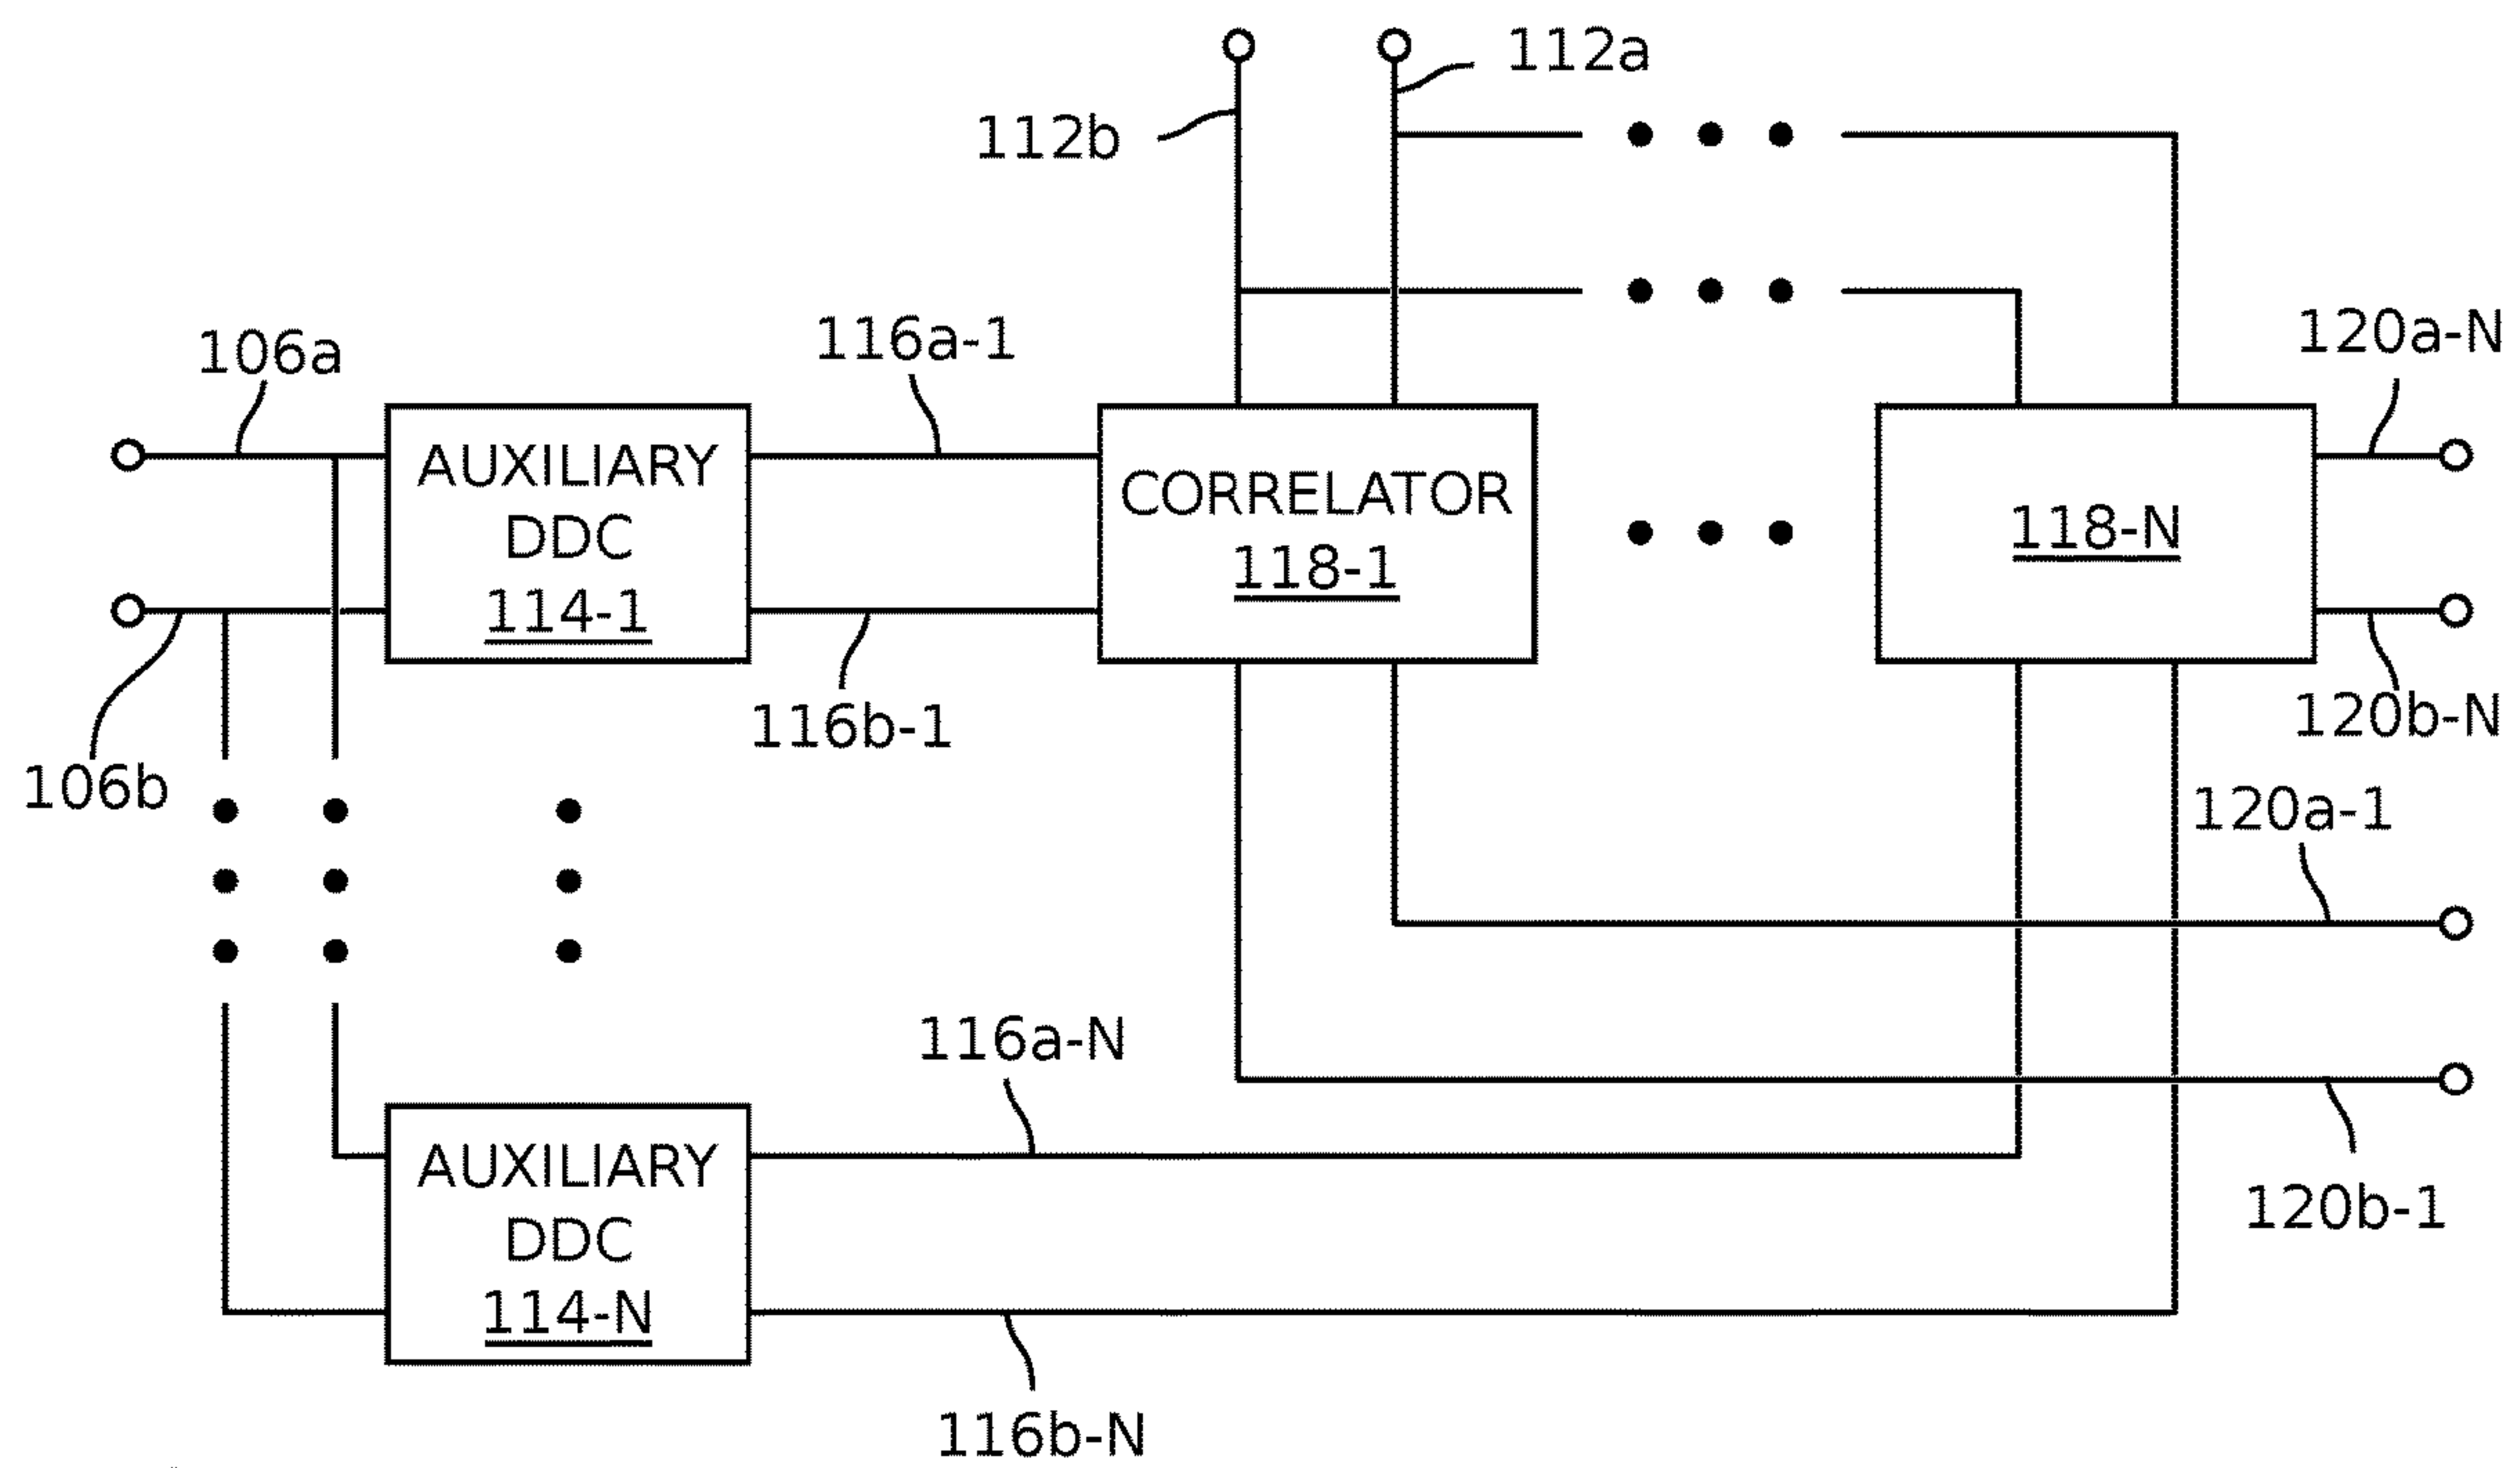 112a
112b
106a
116a-1
120a-N
AUXILIARY
DDC
114-1
CORRELATOR
118-1
118-N
116b-1
120b-N
106b
120a-1
116a-N
AUXILIARY
DDC
114-N
120b-1
116b-N